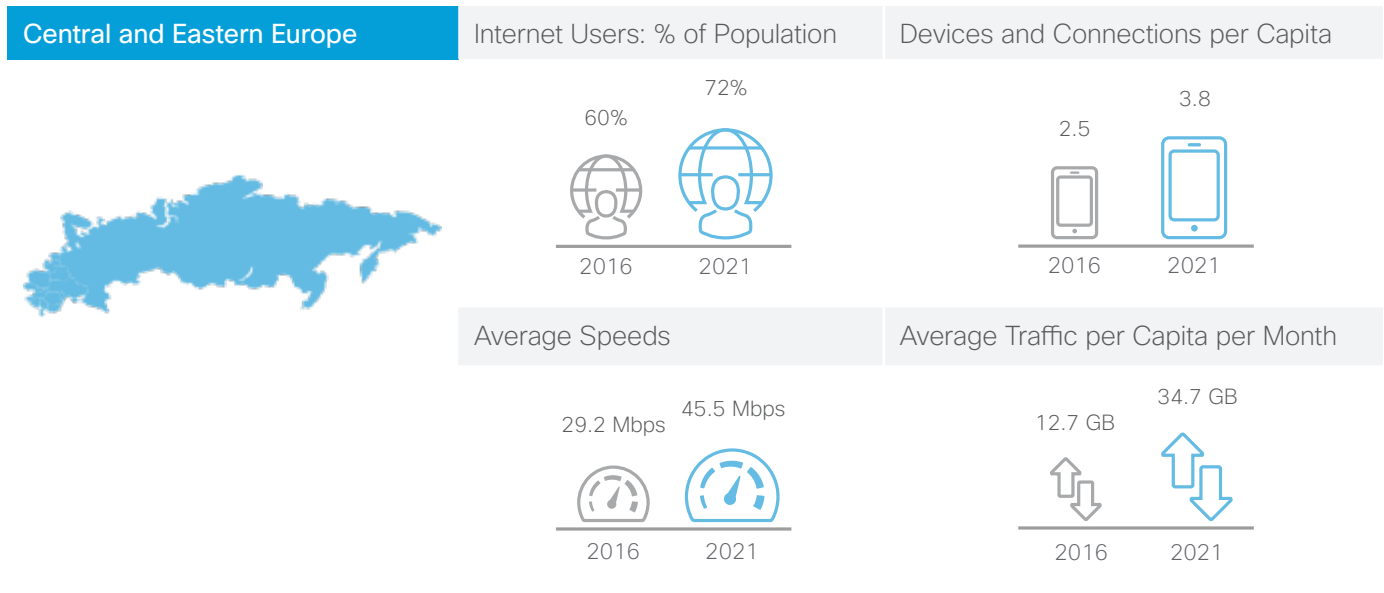 Central and Eastern Europe
Internet Users: % of Population
Devices and Connections per Capita
60%
72%
2016
2021
2.5
3.8
2016
2021
Average Speeds
Average Traffic per Capita per Month
29.2 Mbps
45.5 Mbps
2016
2021
12.7 GB
34.7 GB
2016
2021